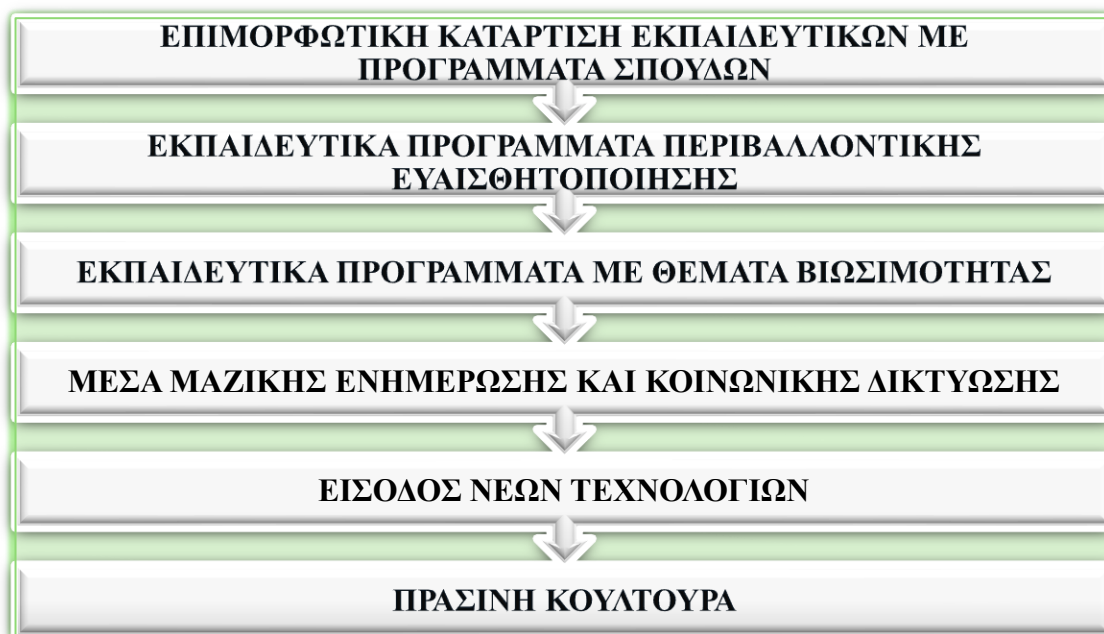 ΕΠΙΜΟΡΦΩΤΙΚΗ ΚΑΤΑΡΤΙΣΗ ΕΚΠΑΙΔΕΥΤΙΚΩΝ ΜΕ
ΠΡΟΓΡΑΜΜΑΤΑ ΣΠΟΥΔΩΝ
ΕΚΠΑΙΔΕΥΤΙΚΑ ΠΡΟΓΡΑΜΜΑΤΑ ΠΕΡΙΒΑΛΛΟΝΤΙΚΗΣ
ΕΥΑΙΣΘΗΤΟΠΟΙΗΣΗΣ
ΕΚΠΑΙΔΕΥΤΙΚΑ ΠΡΟΓΡΑΜΜΑΤΑ ΜΕ ΘΕΜΑΤΑ ΒΙΩΣΙΜΟΤΗΤΑΣ
ΜΕΣΑ ΜΑΖΙΚΗΣ ΕΝΗΜΕΡΩΣΗΣ ΚΑΙ ΚΟΙΝΩΝΙΚΗΣ ΔΙΚΤΥΩΣΗΣ
ΕΙΣΟΔΟΣ ΝΕΩΝ ΤΕΧΝΟΛΟΓΙΩΝ
ΠΡΑΣΙΝΗ ΚΟΥΛΤΟΥΡΑ